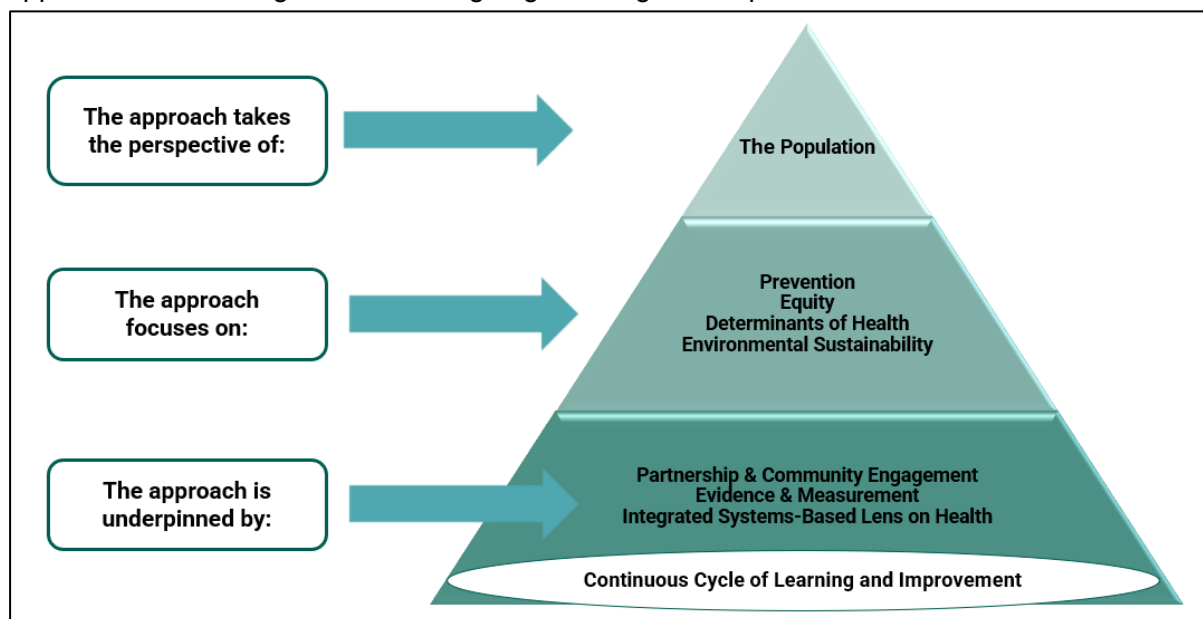 The approach takes
the perspective of:
The Population
The approach
focuses on:
Prevention
Equity
Determinants of Health
Environmental Sustainability
The approach is
underpinned by:
Partnership & Community Engagement
Evidence & Measurement
Integrated Systems-Based Lens on Health
Continuous Cycle of Learning and Improvement